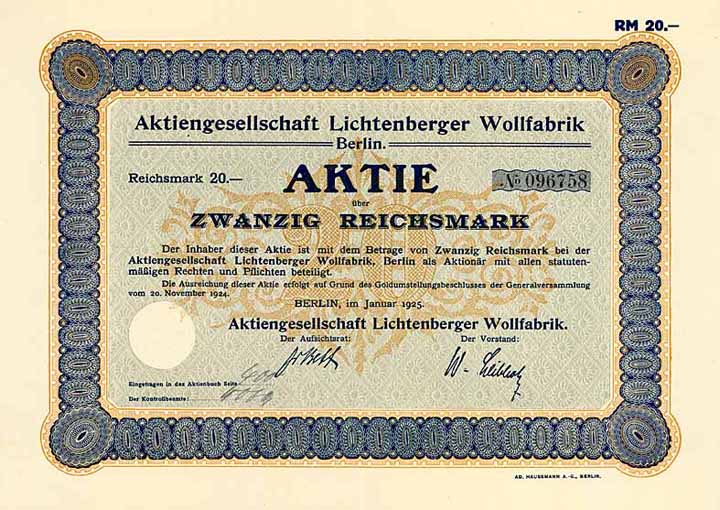 RM 20.—
Aktiengesellschaft Lichtenberger Wollfabrik
Berlin.
Reichsmark 20.— AKTIE № 096758
über
ZWANZIG REICHSMARK
Der Inhaber dieser Aktie ist mit dem Betrage von Zwanzig Reichsmark bei der
Aktiengesellschaft Lichtenberger Wollfabrik, Berlin als Aktionär mit allen statuten-
mäßigen Rechten und Pflichten beteiligt.
Die Ausreichung dieser Aktie erfolgt auf Grund des Goldumstellungsbeschlusses der Generalversammlung
vom 20. November 1924.
BERLIN, im Januar 1925.
Aktiengesellschaft Lichtenberger Wollfabrik.
Der Aufsichtsrat: Der Vorstand:
Eingetragen in das Aktienbuch Seite
Der Kontrollbeamte:
AD. HAUSSMANN A.-G., BERLIN.